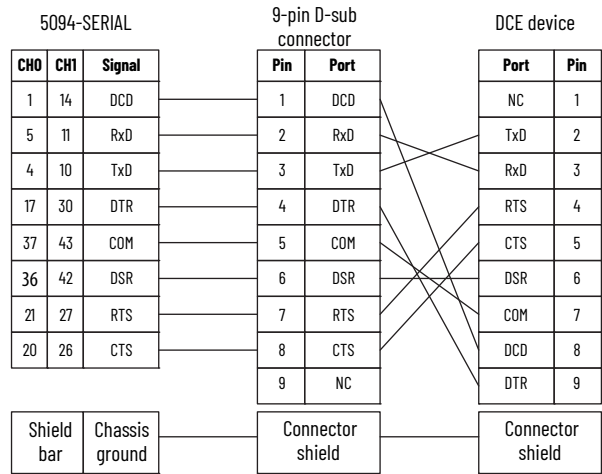 5094-SERIAL
9-pin D-sub
connector
DCE device
CH0 CH1 Signal Pin Port Port Pin
1 14 DCD 1 DCD NC 1
5 11 RxD 2 RxD TxD 2
4 10 TxD 3 TxD RxD 3
17 30 DTR 4 DTR RTS 4
37 43 COM 5 COM CTS 5
36 42 DSR 6 DSR DSR 6
21 27 RTS 7 RTS COM 7
20 26 CTS 8 CTS DCD 8
9 NC DTR 9
Shield Chassis Connector Connector
bar ground shield shield